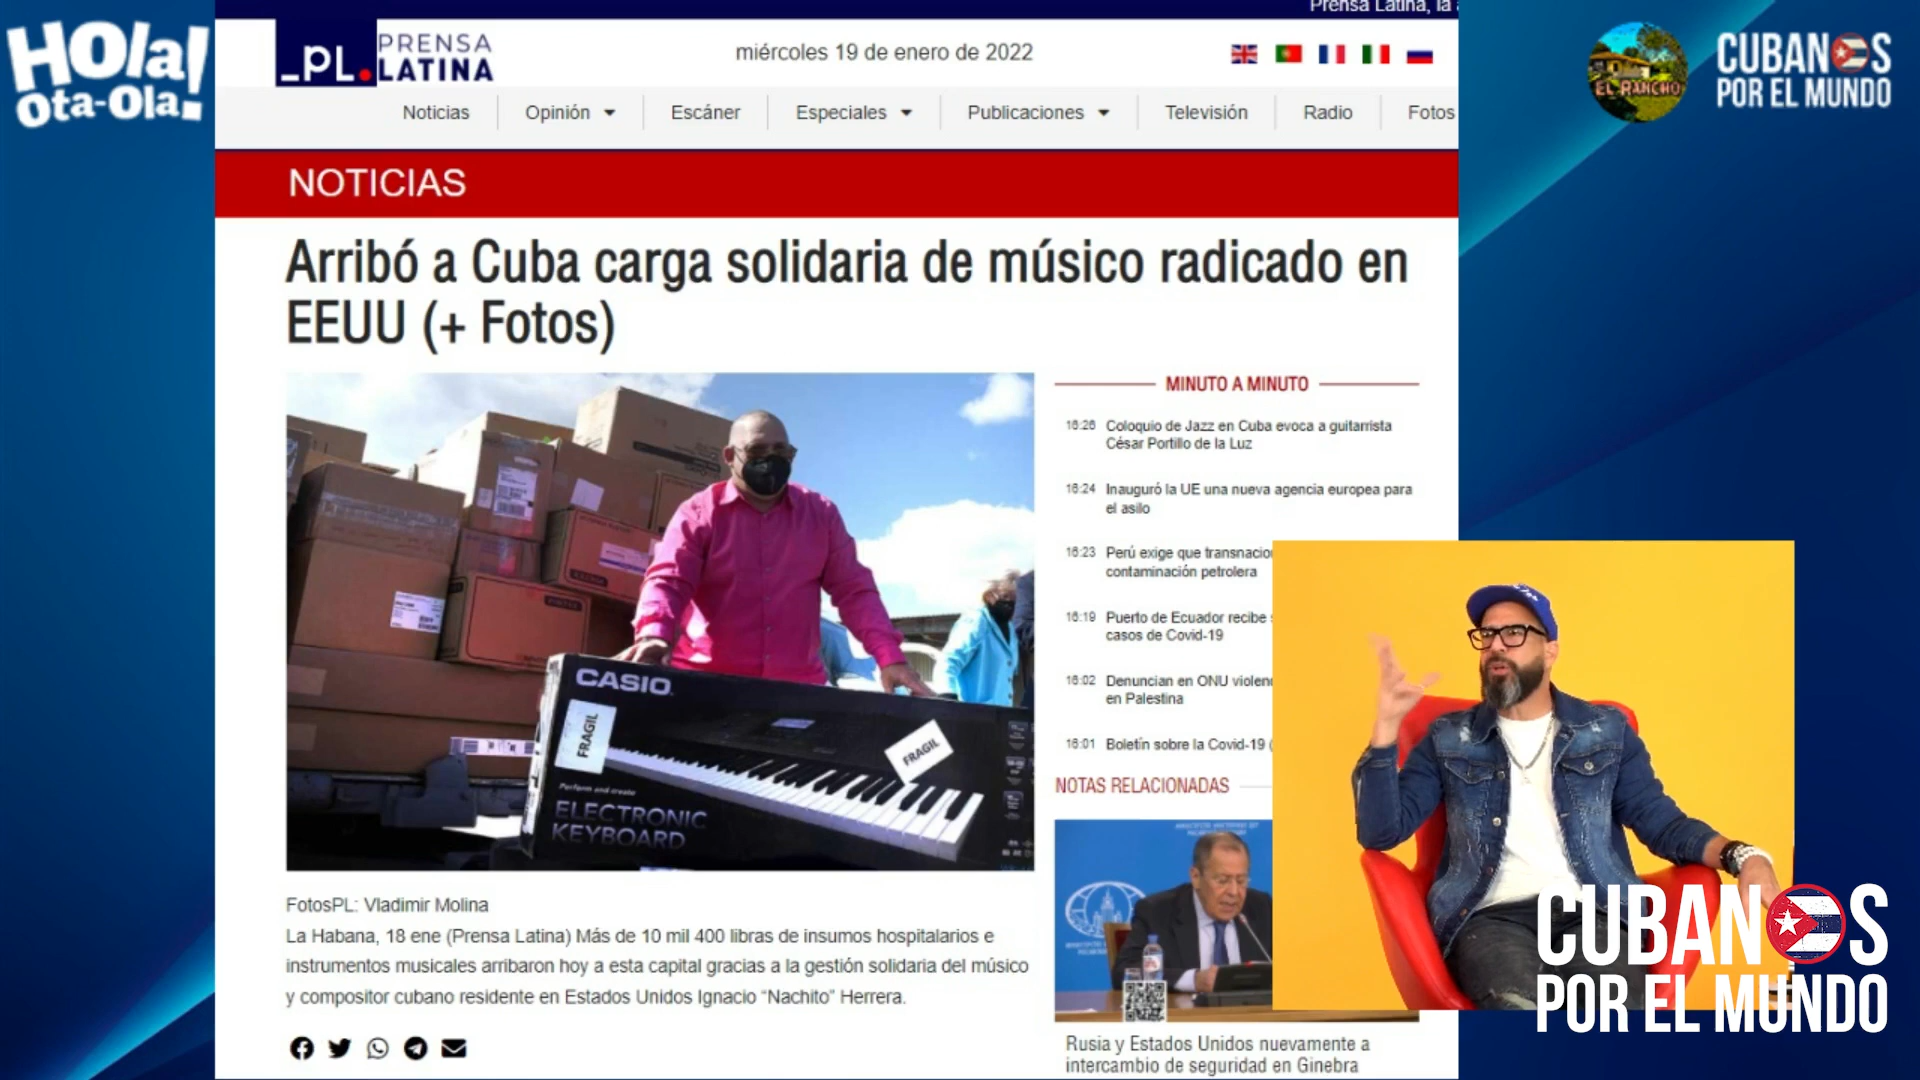 Hola!
Ota-Ola!
Prensa Latina, la
_PL.
PRENSA
LATINA
miércoles 19 de enero de 2022
EL RANCHO
CUBANOS
POR EL MUNDO
Noticias
Opinión
Escáner
Especiales
Publicaciones
Televisión
Radio
Fotos
NOTICIAS
Arribó a Cuba carga solidaria de músico radicado en
EEUU (+ Fotos)
CASIO
FRAGIL
FRAGIL
Perform and create
ELECTRONIC
KEYBOARD
FotosPL: Vladimir Molina
La Habana, 18 ene (Prensa Latina) Más de 10 mil 400 libras de insumos hospitalarios e
instrumentos musicales arribaron hoy a esta capital gracias a la gestión solidaria del músico
y compositor cubano residente en Estados Unidos Ignacio “Nachito” Herrera.
MINUTO A MINUTO
16:26 Coloquio de Jazz en Cuba evoca a guitarrista
César Portillo de la Luz
16:24 Inauguró la UE una nueva agencia europea para
el asilo
16:23 Perú exige que transnacio
contaminación petrolera
16:19 Puerto de Ecuador recibe
casos de Covid-19
16:02 Denuncian en ONU violen
en Palestina
16:01 Boletín sobre la Covid-19 (
NOTAS RELACIONADAS
Rusia y Estados Unidos nuevamente a
intercambio de seguridad en Ginebra
CUBANOS
POR EL MUNDO